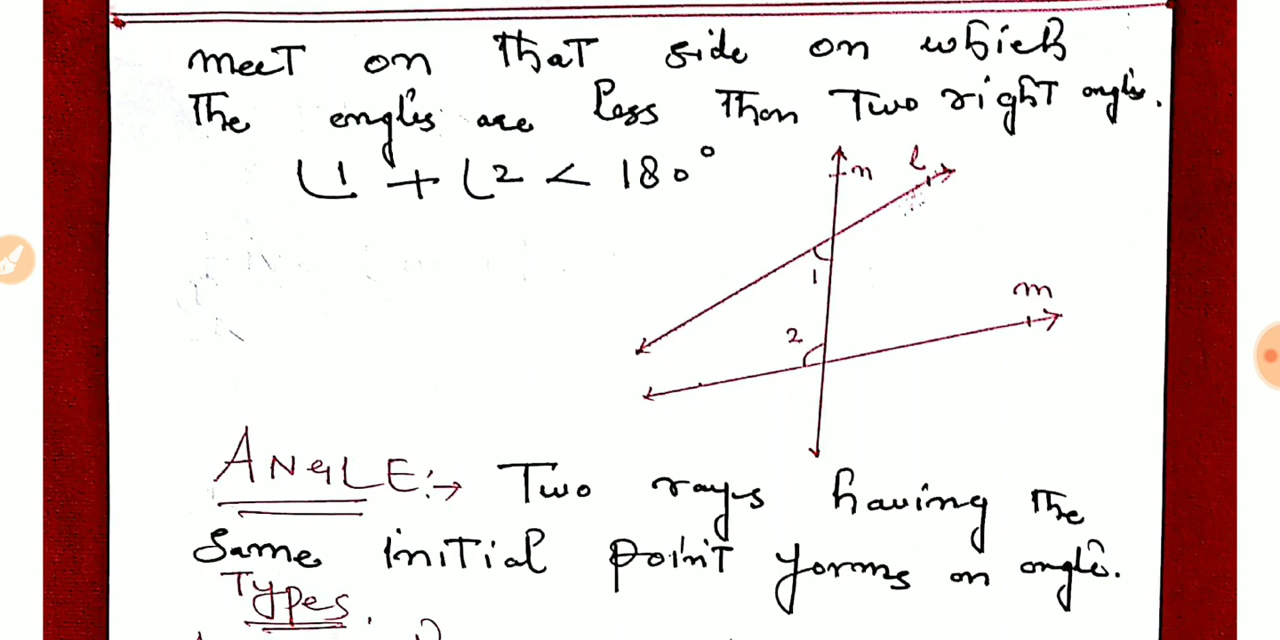 meet on that side on which
The angles are less than two right angles.
∠1 + ∠2 < 180°
n
l
1
m
2
ANGLE:→ Two rays having the
same initial point forms an angle.
Types.